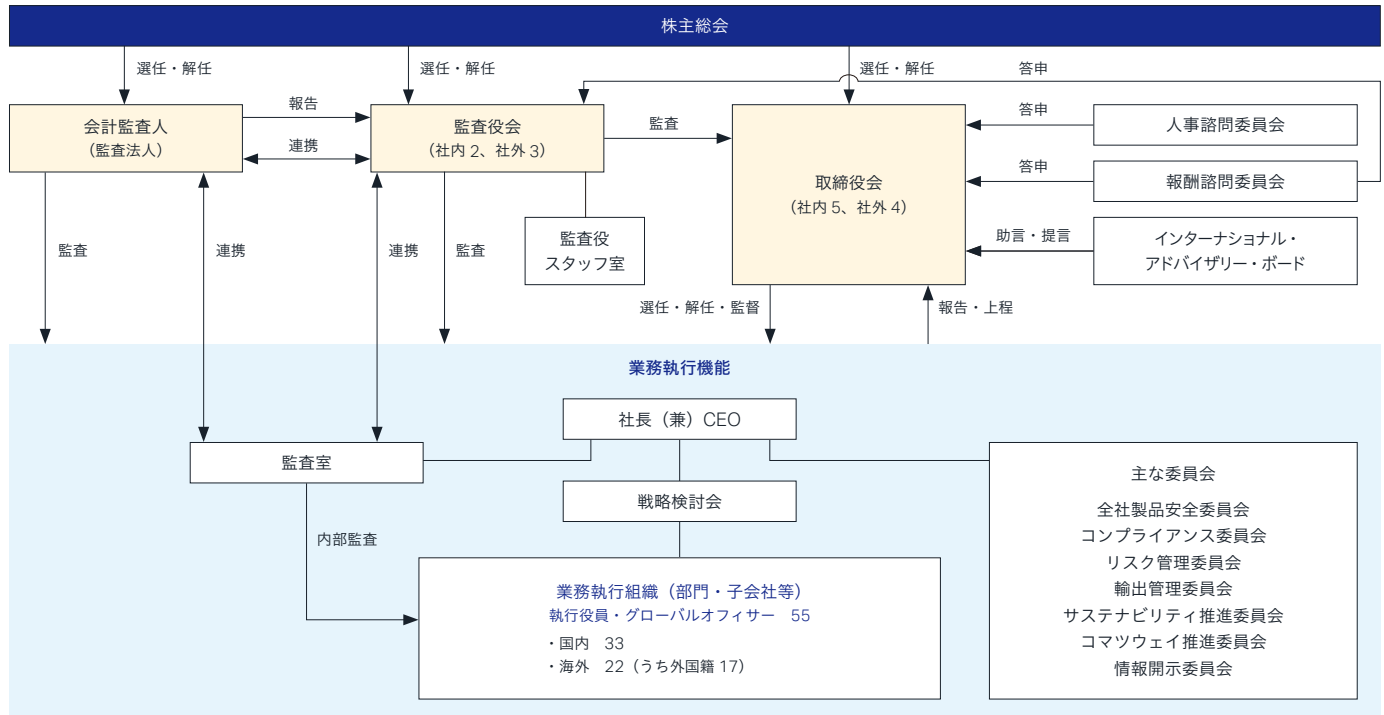 株主総会
選任・解任
選任・解任
選任・解任
答申
会計監査人
（監査法人）
報告
連携
監査役会
（社内 2、社外 3）
監査
取締役会
（社内 5、社外 4）
答申
人事諮問委員会
答申
報酬諮問委員会
助言・提言
インターナショナル・
アドバイザリー・ボード
監査
連携
連携
監査
監査役
スタッフ室
選任・解任・監督
報告・上程
業務執行機能
社長（兼）CEO
監査室
戦略検討会
内部監査
業務執行組織（部門・子会社等）
執行役員・グローバルオフィサー　55
・国内　33
・海外　22（うち外国籍 17）
主な委員会
全社製品安全委員会
コンプライアンス委員会
リスク管理委員会
輸出管理委員会
サステナビリティ推進委員会
コマツウェイ推進委員会
情報開示委員会